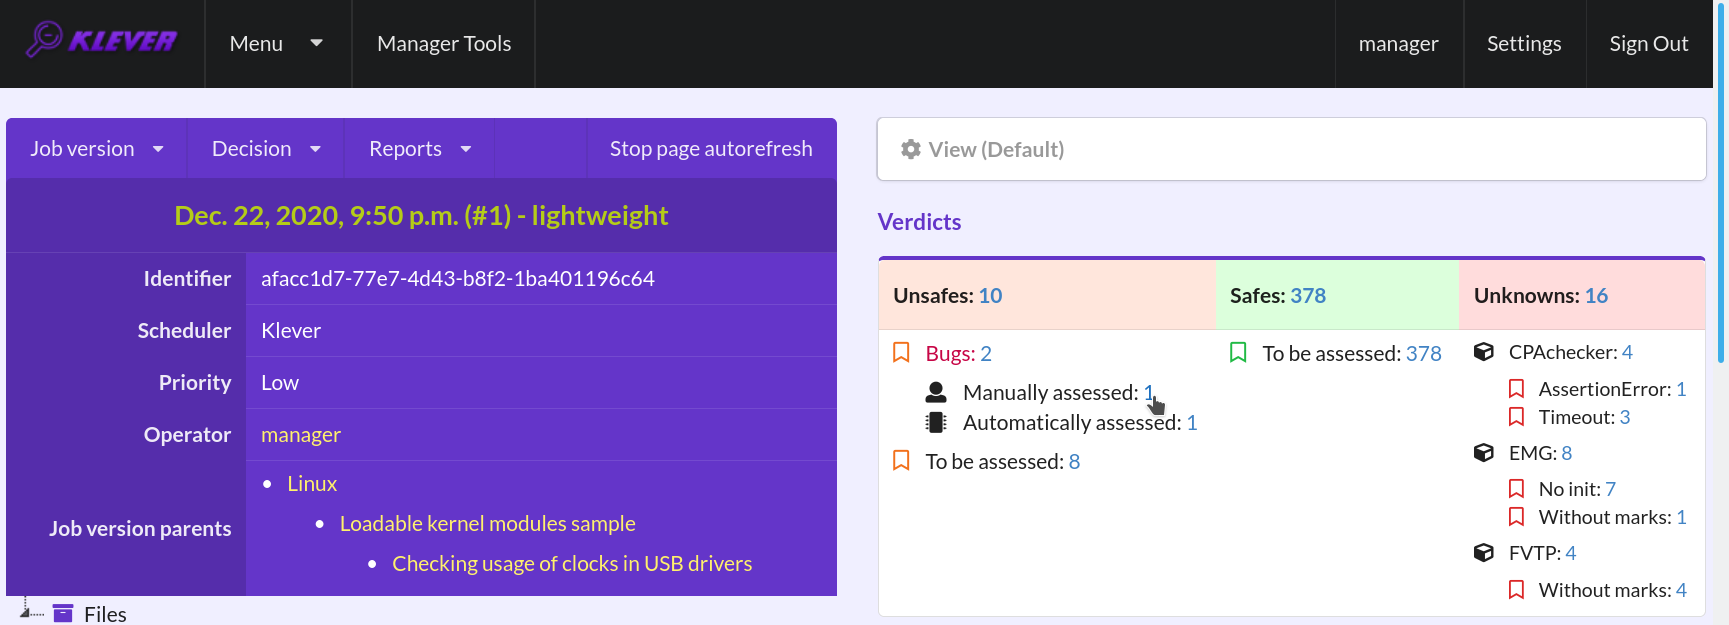 KLEVER Menu Manager Tools manager Settings Sign Out
Job version Decision Reports Stop page autorefresh
Dec. 22, 2020, 9:50 p.m. (#1) - lightweight
Identifier afacc1d7-77e7-4d43-b8f2-1ba401196c64
Scheduler Klever
Priority Low
Operator manager
Job version parents
Linux
Loadable kernel modules sample
Checking usage of clocks in USB drivers
Files
View (Default)
Verdicts
Unsafes: 10
Bugs: 2
Manually assessed: 1
Automatically assessed: 1
To be assessed: 8
Safes: 378
To be assessed: 378
Unknowns: 16
CPAchecker: 4
AssertionError: 1
Timeout: 3
EMG: 8
No init: 7
Without marks: 1
FVTP: 4
Without marks: 4